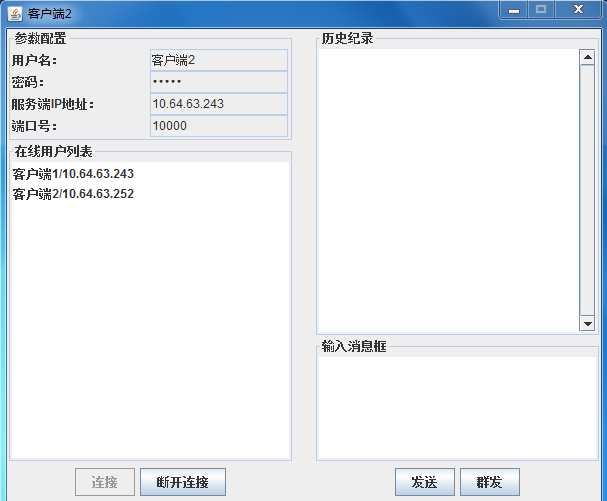 客户端2
参数配置
用户名： 客户端2
密码： •••••
服务端IP地址： 10.64.63.243
端口号： 10000
在线用户列表
客户端1/10.64.63.243
客户端2/10.64.63.252
连接 断开连接
历史纪录
输入消息框
发送 群发